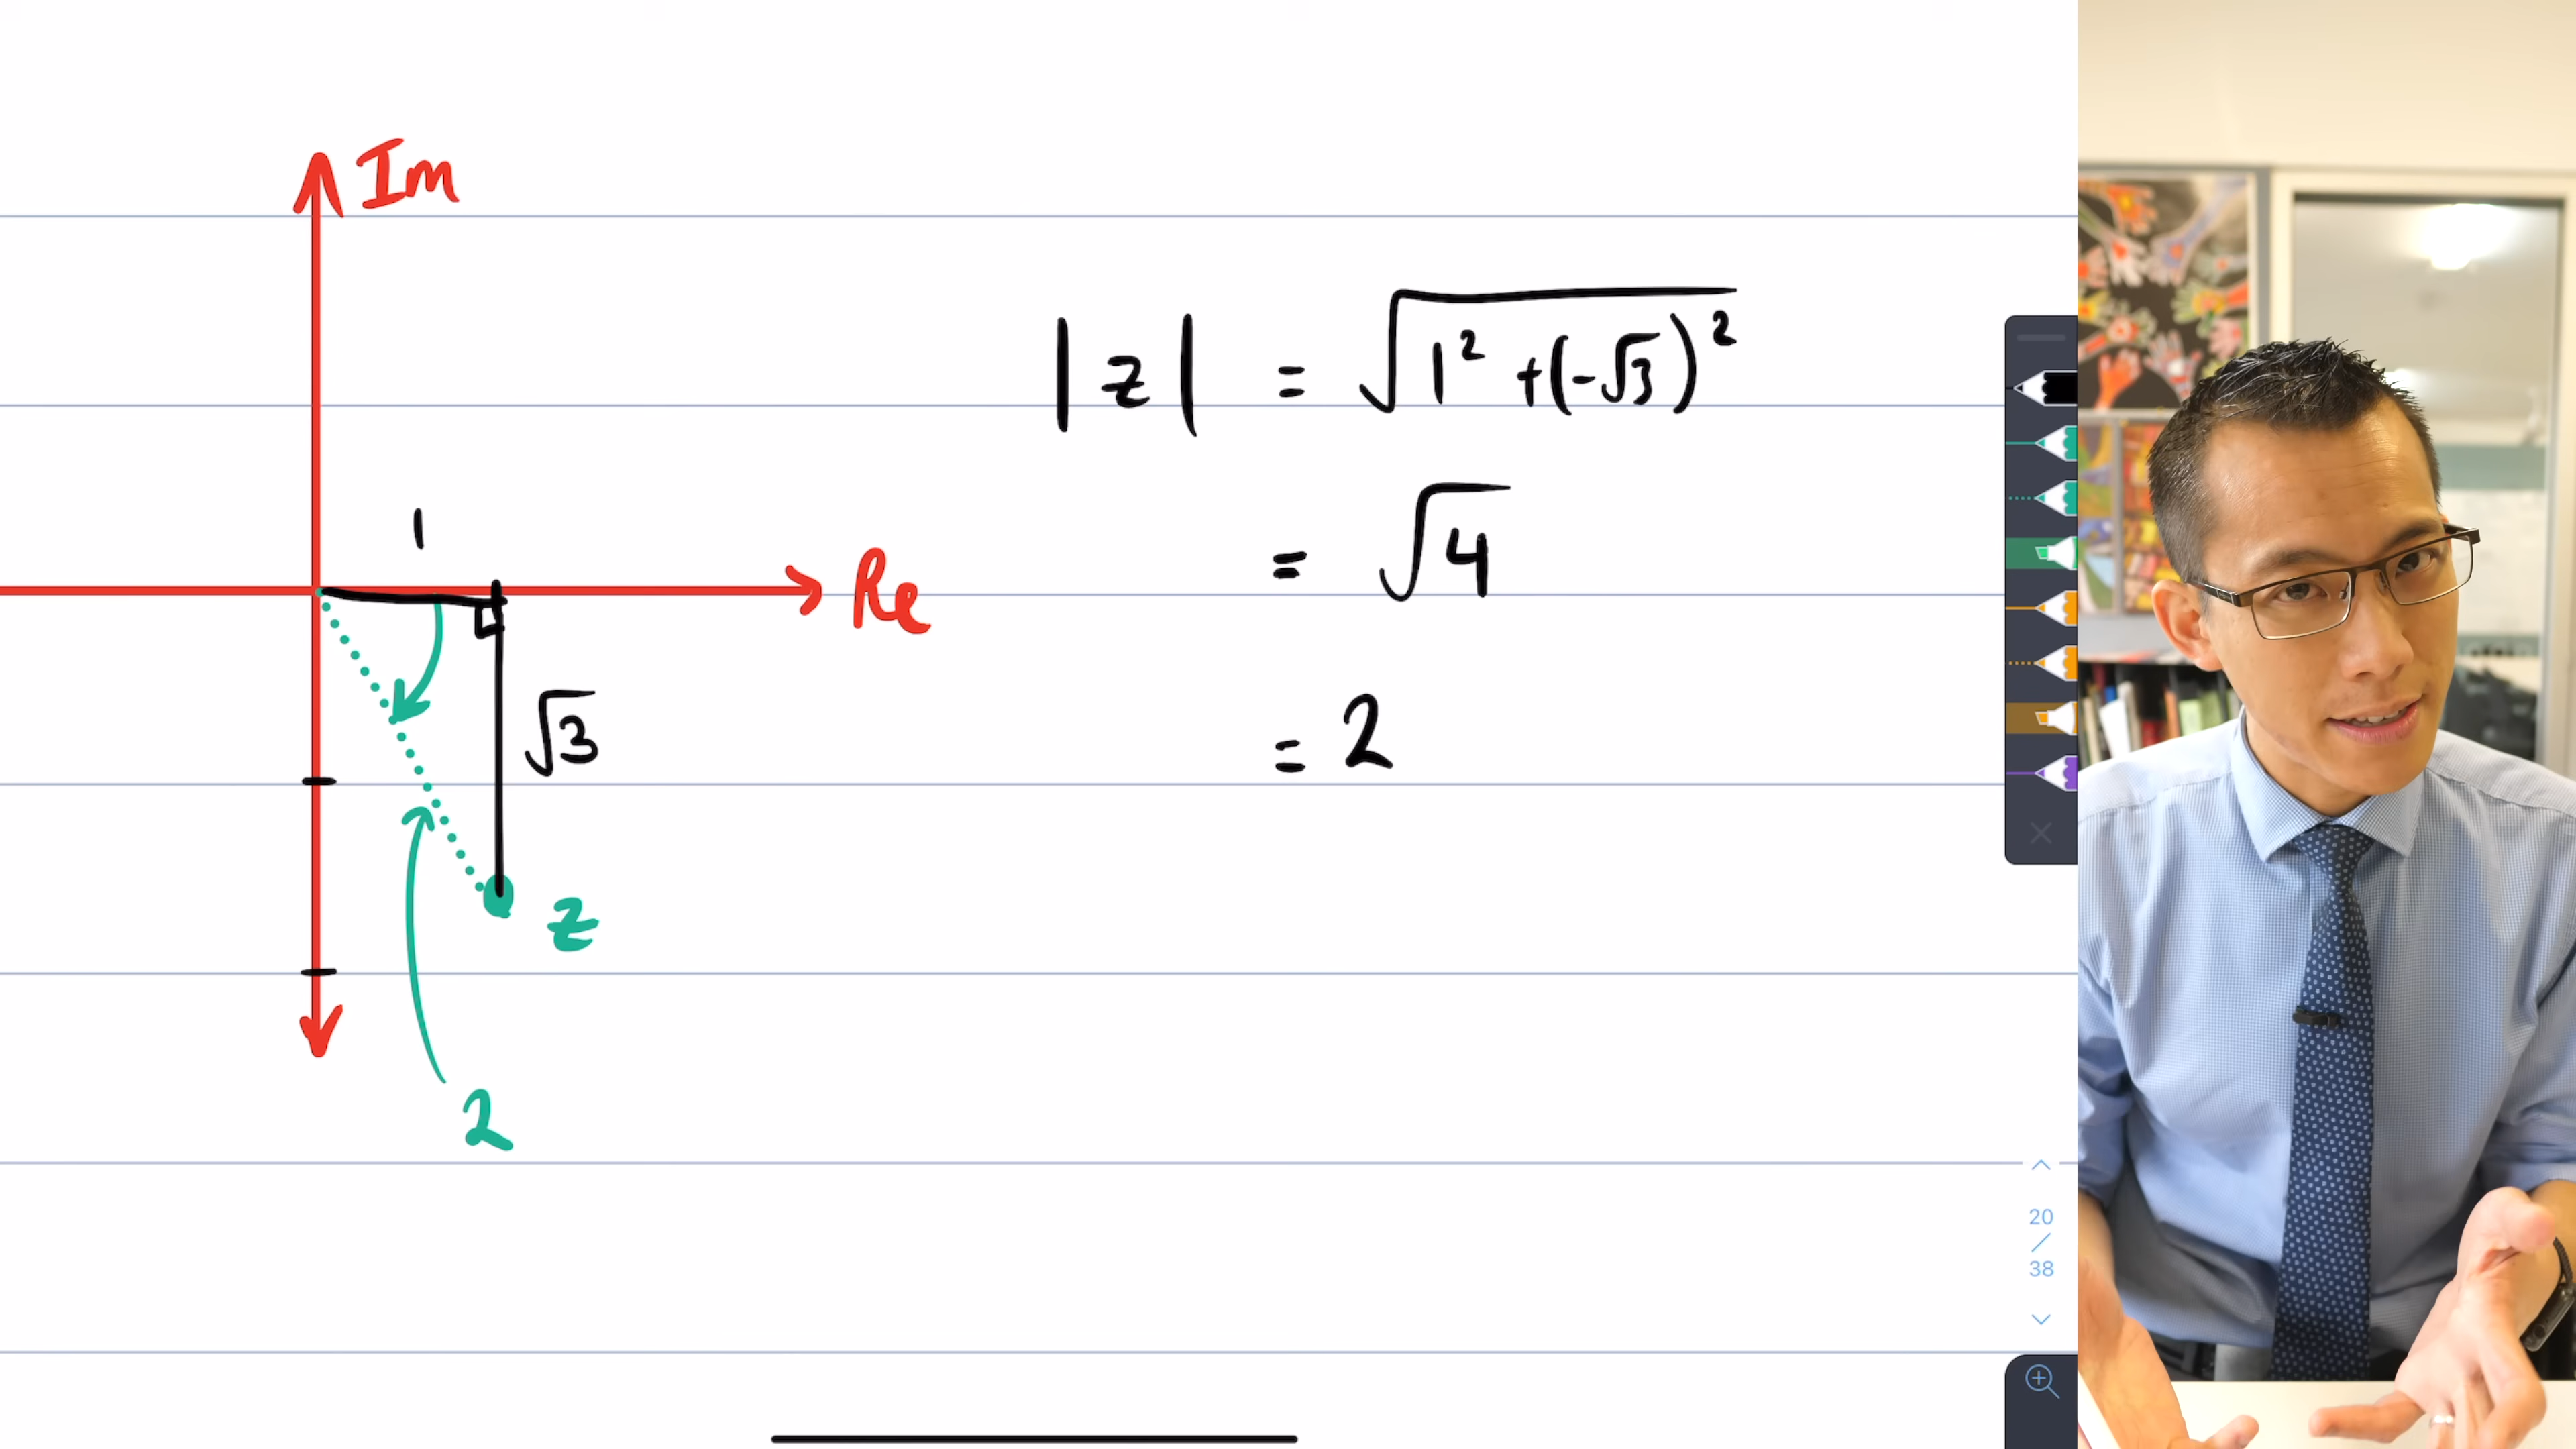 Im
|z| = √1² + (-√3)²
1
= √4
Re
√3
= 2
z
2
20
/
38